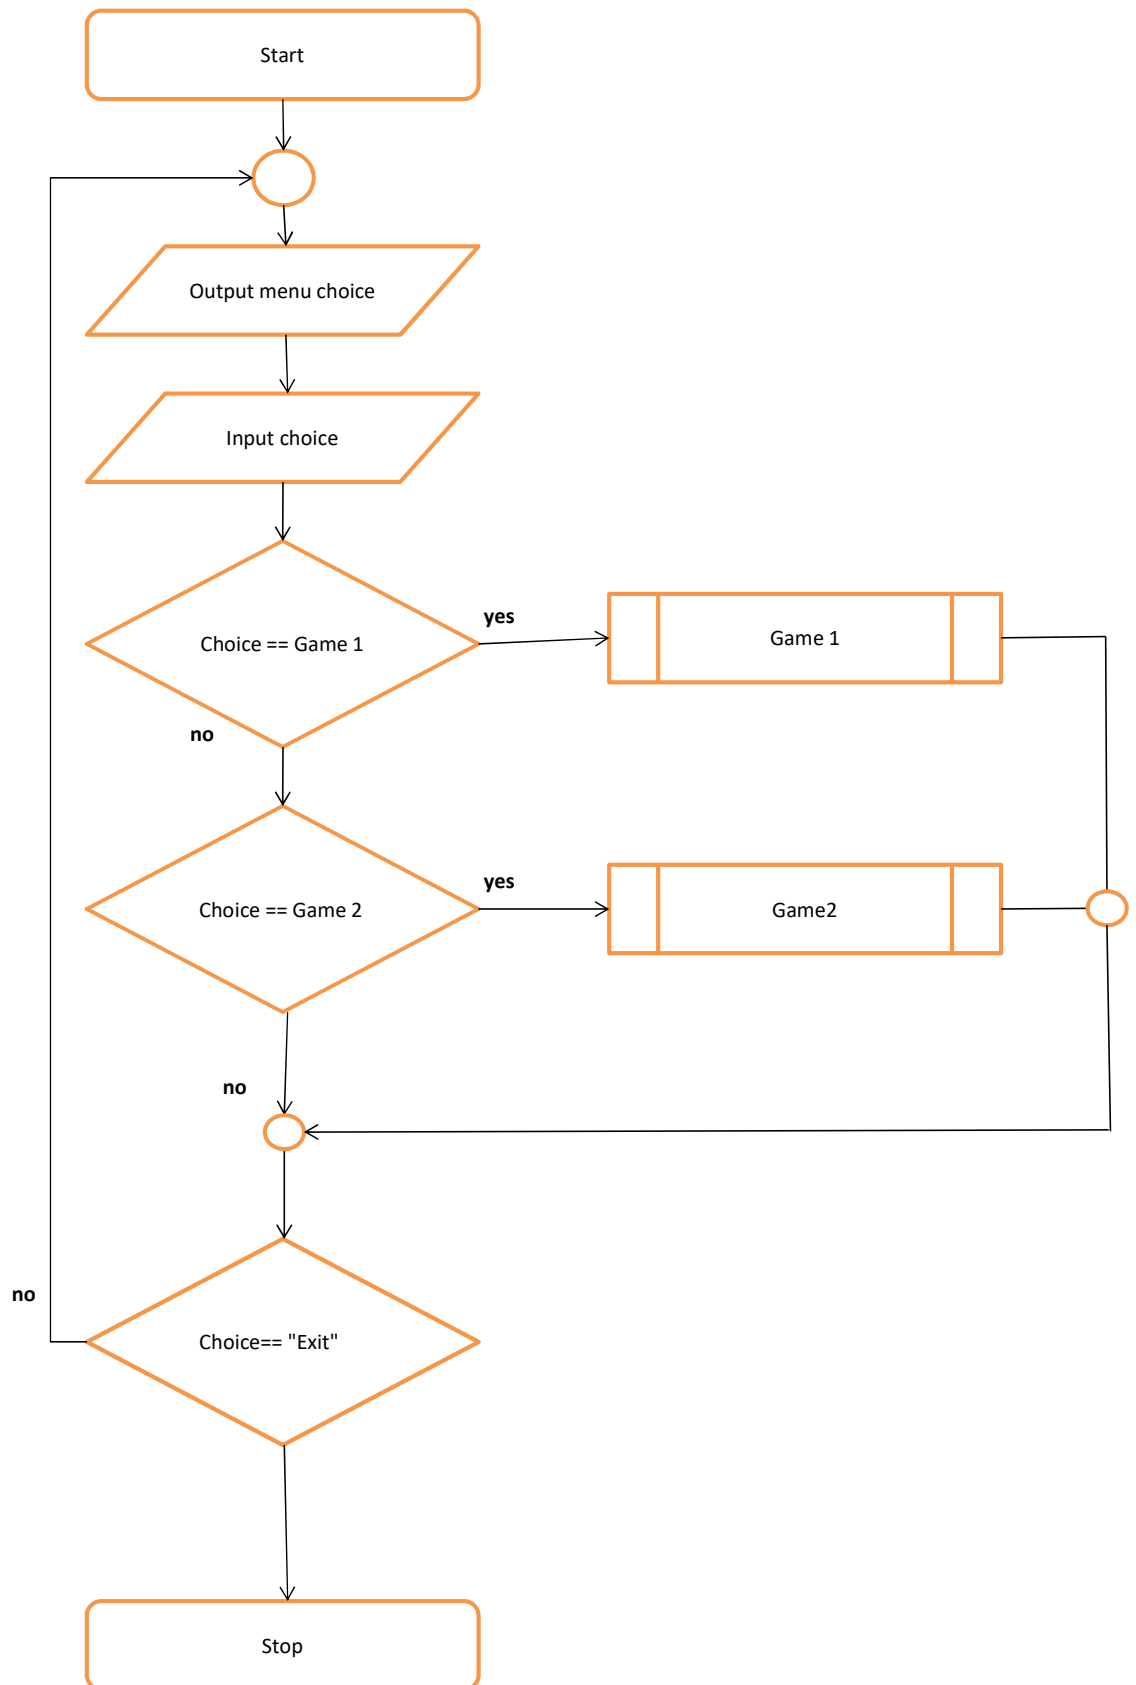 Start
Output menu choice
Input choice
Choice == Game 1
yes
Game 1
no
Choice == Game 2
yes
Game2
no
Choice== "Exit"
no
Stop